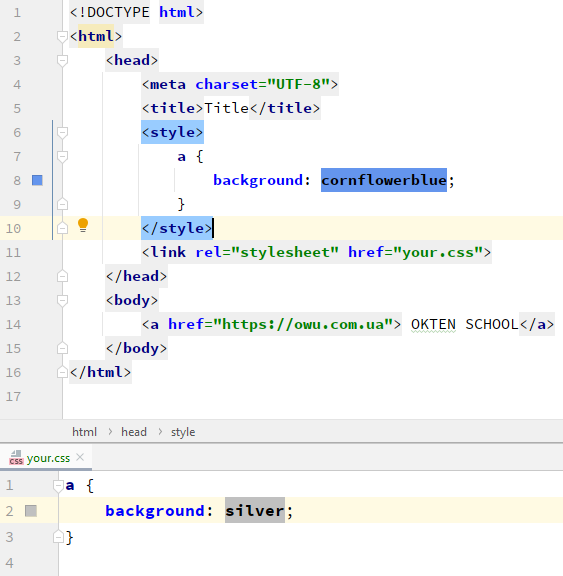 1 <!DOCTYPE html>
2 <html>
3 <head>
4 <meta charset="UTF-8">
5 <title>Title</title>
6 <style>
7 a {
8 background: cornflowerblue;
9 }
10 </style>
11 <link rel="stylesheet" href="your.css">
12 </head>
13 <body>
14 <a href="https://owu.com.ua"> OKTEN SCHOOL</a>
15 </body>
16 </html>
17
html › head › style
css your.css ×
1 a {
2 background: silver;
3 }
4